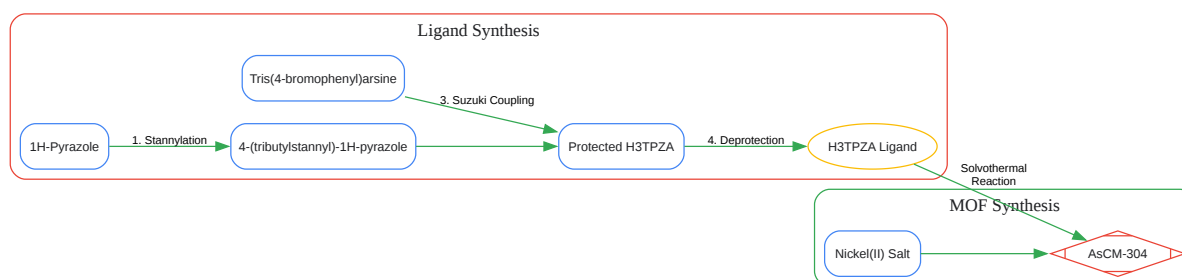 Ligand Synthesis
Tris(4-bromophenyl)arsine
3. Suzuki Coupling
1H-Pyrazole
1. Stannylation
4-(tributylstannyl)-1H-pyrazole
Protected H3TPZA
4. Deprotection
H3TPZA Ligand
Solvothermal
Reaction
MOF Synthesis
Nickel(II) Salt
AsCM-304